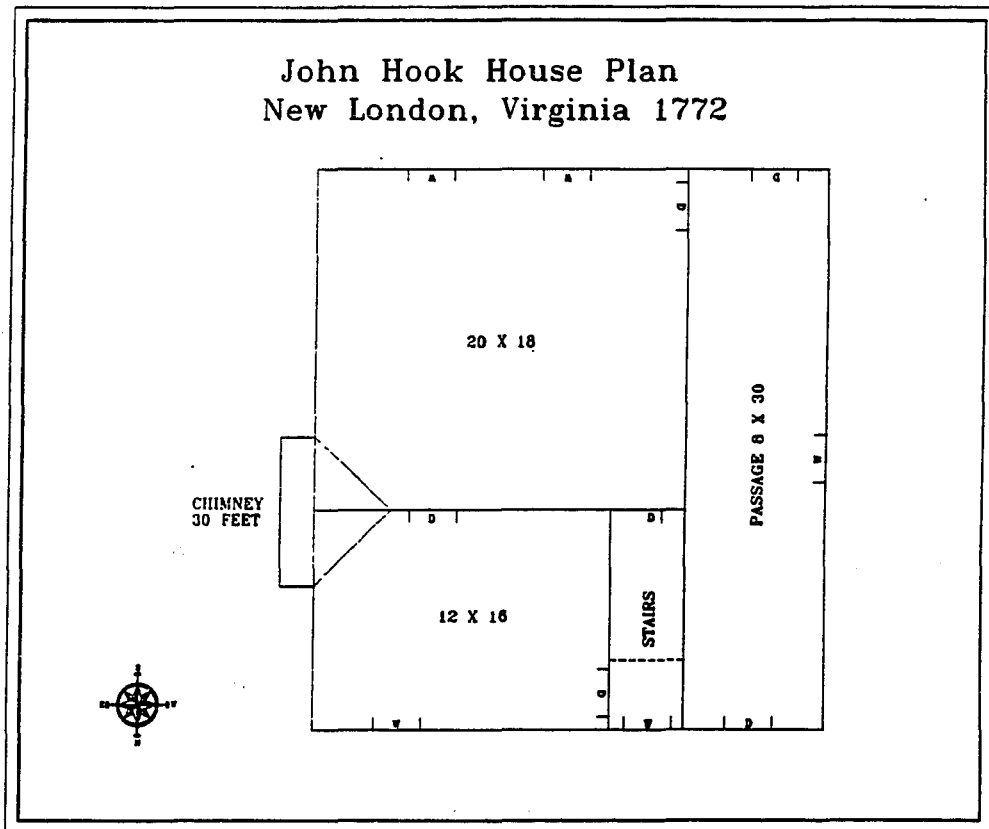 John Hook House Plan
New London, Virginia 1772
W
W
D
D
20 X 18
PASSAGE 8 X 30
W
CHIMNEY
30 FEET
D
D
12 X 16
STAIRS
D
W
W
D